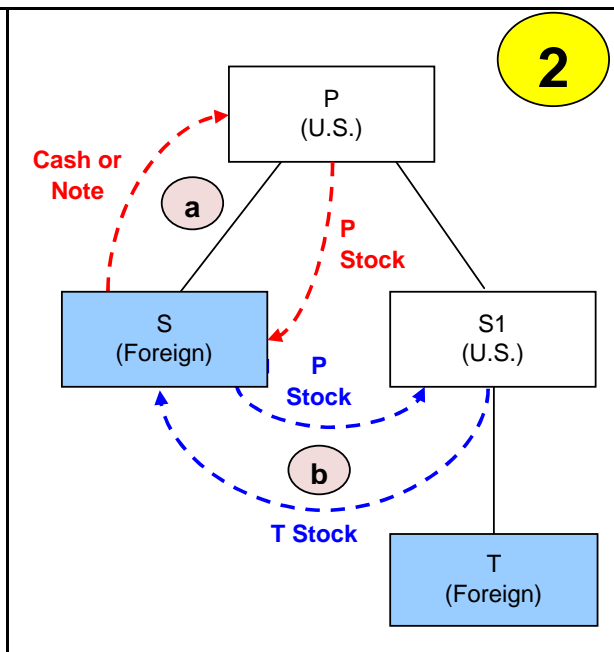 2
P
(U.S.)
Cash or
Note
a
P
Stock
S
(Foreign)
S1
(U.S.)
P
Stock
b
T Stock
T
(Foreign)